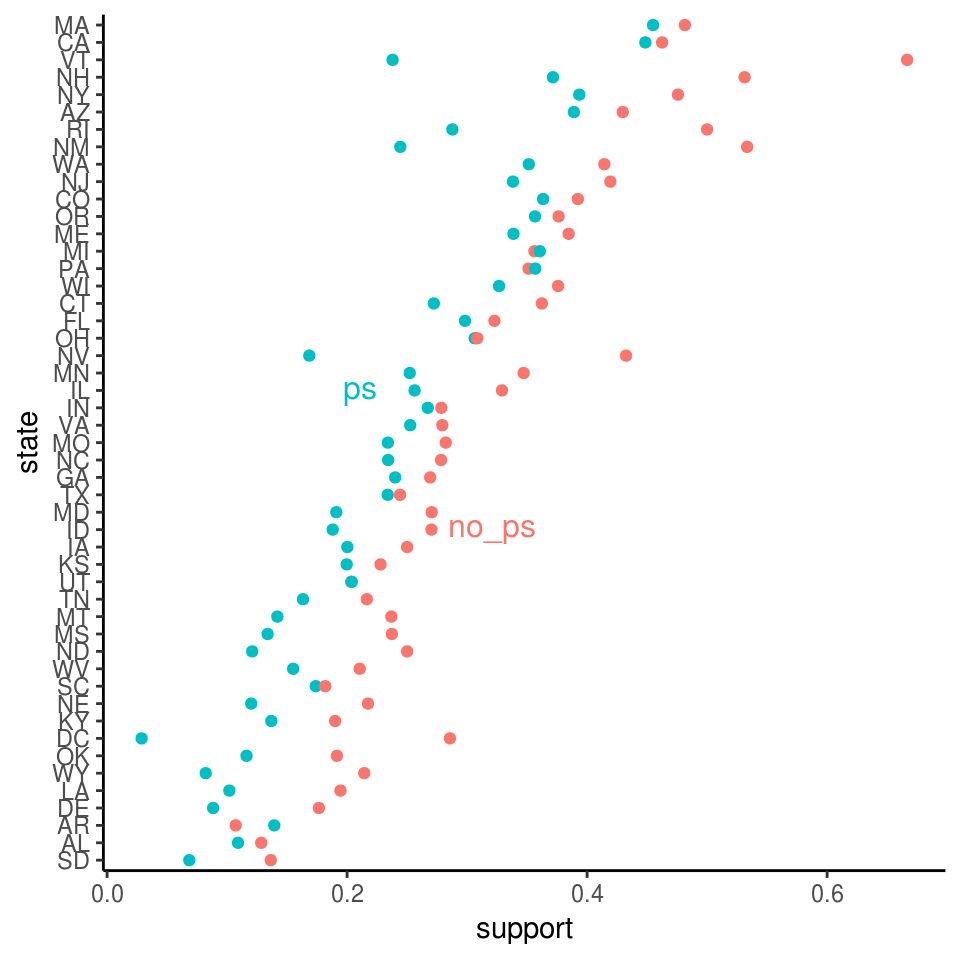 MA
CA
VT
NH
NY
AZ
RI
NM
WA
NJ
CO
OR
ME
MI
PA
WI
CT
FL
OH
NV
MN
IL
IN
VA
MO
NC
GA
TX
MD
ID
IA
KS
UT
TN
MT
MS
ND
WV
SC
NE
KY
DC
OK
WY
LA
DE
AR
AL
SD
state
ps
no_ps
0.0 0.2 0.4 0.6
support